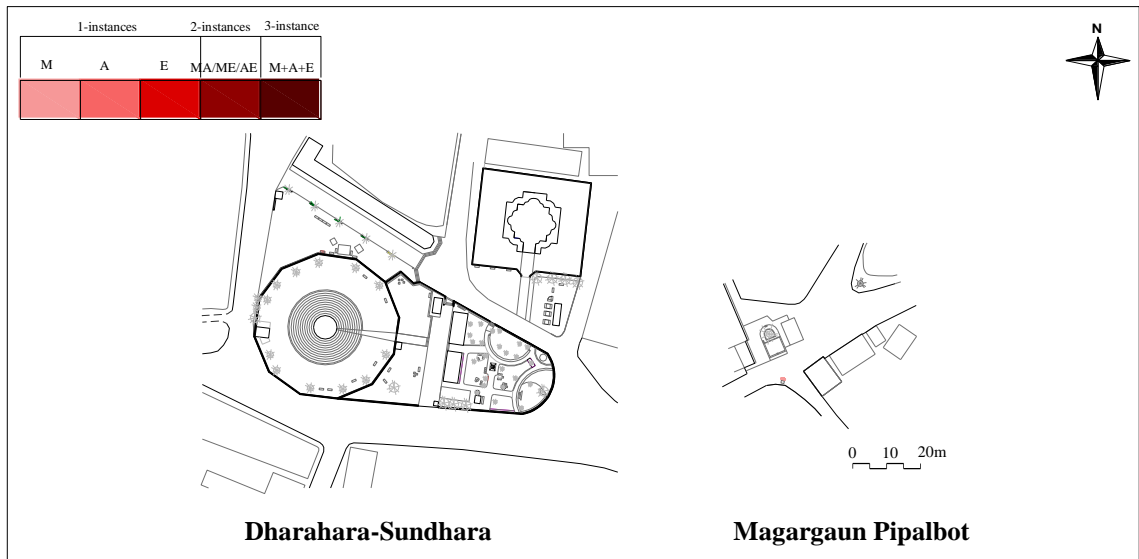 1-instances 2-instances 3-instance
M A E MA/ME/AE M+A+E
N
0 10 20m
Dharahara-Sundhara Magargaun Pipalbot